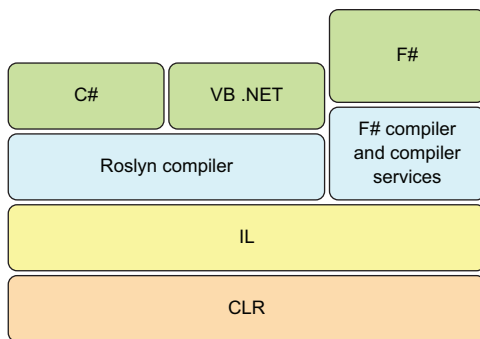 F#
C#
VB .NET
Roslyn compiler
F# compiler
and compiler
services
IL
CLR